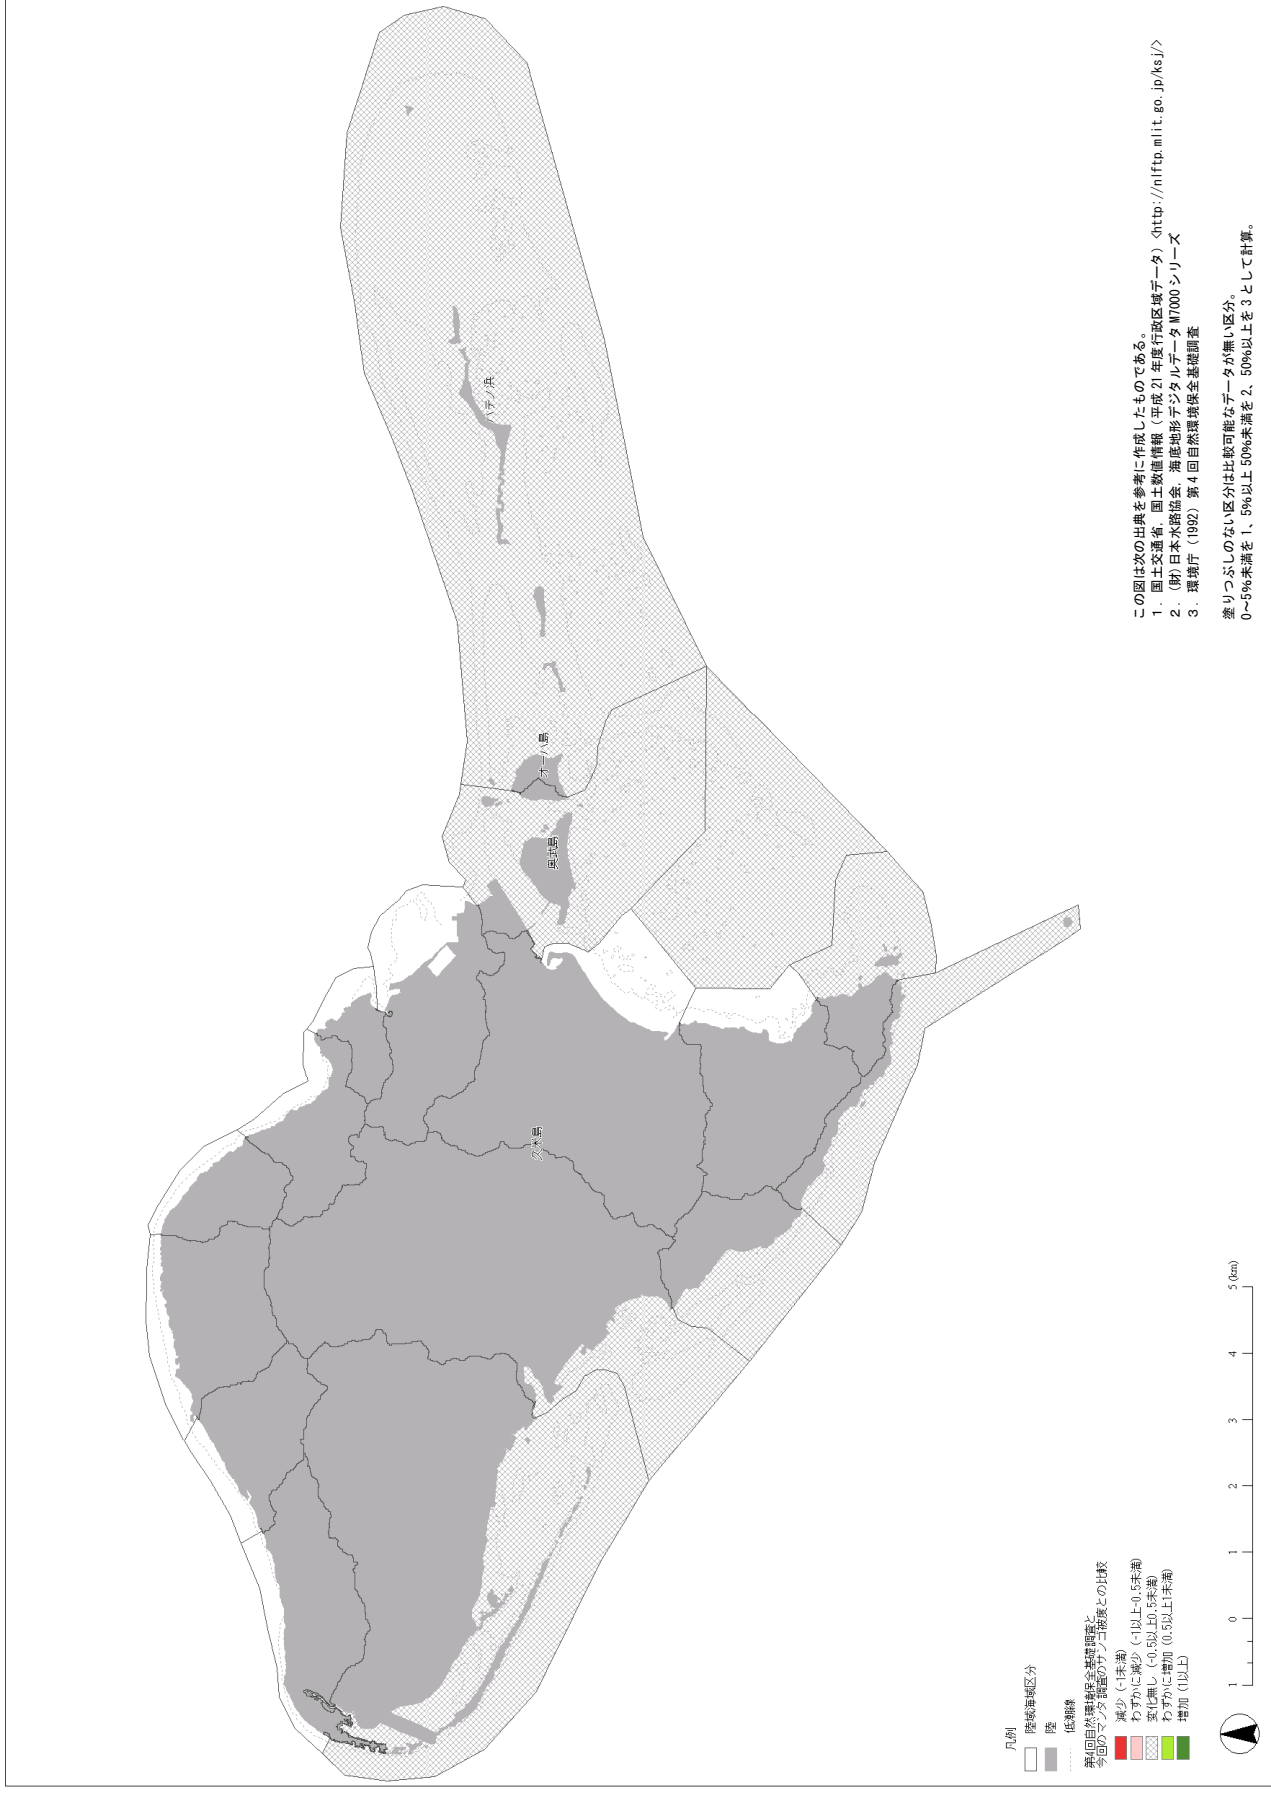 ハテノ浜
オーハ島
奥武島
久米島
凡例
陸域海域区分
陸
低潮線
第4回自然環境保全基礎調査と
今回のマンタ調査のサンゴ被度との比較
減少 (-1未満)
わずかに減少 (-1以上-0.5未満)
変化無し (-0.5以上0.5未満)
わずかに増加 (0.5以上1未満)
増加 (1以上)
1 0 1 2 3 4 5 (km)
この図は次の出典を参考に作成したものである。
1. 国土交通省, 国土数値情報 (平成 21 年度行政区域データ) <http://nlftp.mlit.go.jp/ksj/>
2. (財)日本水路協会, 海底地形デジタルデータ M7000 シリーズ
3. 環境庁 (1992) 第 4 回自然環境保全基礎調査
塗りつぶしのない区分は比較可能なデータが無い区分。
0〜5%未満を 1、5%以上 50%未満を 2、50%以上を 3 として計算。